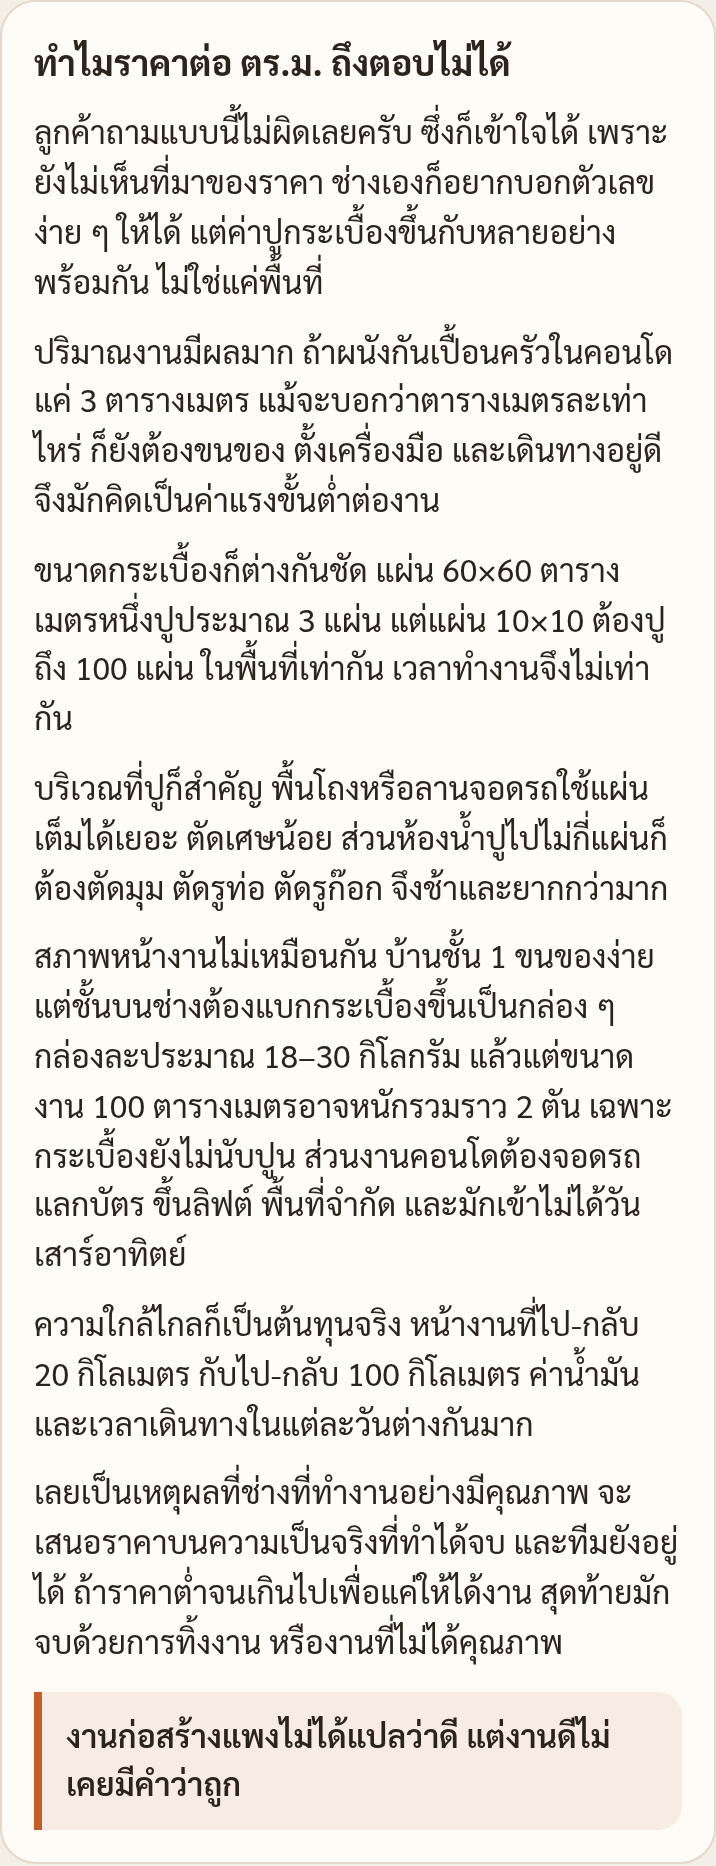 ทำไมราคาต่อ ตร.ม. ถึงตอบไม่ได้
ลูกค้าถามแบบนี้ไม่ผิดเลยครับ ซึ่งก็เข้าใจได้ เพราะ
ยังไม่เห็นที่มาของราคา ช่างเองก็อยากบอกตัวเลข
ง่าย ๆ ให้ได้ แต่ค่าปูกระเบื้องขึ้นกับหลายอย่าง
พร้อมกัน ไม่ใช่แค่พื้นที่
ปริมาณงานมีผลมาก ถ้าผนังกันเปื้อนครัวในคอนโด
แค่ 3 ตารางเมตร แม้จะบอกว่าตารางเมตรละเท่า
ไหร่ ก็ยังต้องขนของ ตั้งเครื่องมือ และเดินทางอยู่ดี
จึงมักคิดเป็นค่าแรงขั้นต่ำต่องาน
ขนาดกระเบื้องก็ต่างกันชัด แผ่น 60×60 ตาราง
เมตรหนึ่งปูประมาณ 3 แผ่น แต่แผ่น 10×10 ต้องปู
ถึง 100 แผ่น ในพื้นที่เท่ากัน เวลาทำงานจึงไม่เท่า
กัน
บริเวณที่ปูก็สำคัญ พื้นโถงหรือลานจอดรถใช้แผ่น
เต็มได้เยอะ ตัดเศษน้อย ส่วนห้องน้ำปูไปไม่กี่แผ่นก็
ต้องตัดมุม ตัดรูท่อ ตัดรูก๊อก จึงช้าและยากกว่ามาก
สภาพหน้างานไม่เหมือนกัน บ้านชั้น 1 ขนของง่าย
แต่ชั้นบนช่างต้องแบกกระเบื้องขึ้นเป็นกล่อง ๆ
กล่องละประมาณ 18–30 กิโลกรัม แล้วแต่ขนาด
งาน 100 ตารางเมตรอาจหนักรวมราว 2 ตัน เฉพาะ
กระเบื้องยังไม่นับปูน ส่วนงานคอนโดต้องจอดรถ
แลกบัตร ขึ้นลิฟต์ พื้นที่จำกัด และมักเข้าไม่ได้วัน
เสาร์อาทิตย์
ความใกล้ไกลก็เป็นต้นทุนจริง หน้างานที่ไป-กลับ
20 กิโลเมตร กับไป-กลับ 100 กิโลเมตร ค่าน้ำมัน
และเวลาเดินทางในแต่ละวันต่างกันมาก
เลยเป็นเหตุผลที่ช่างที่ทำงานอย่างมีคุณภาพ จะ
เสนอราคาบนความเป็นจริงที่ทำได้จบ และทีมยังอยู่
ได้ ถ้าราคาต่ำจนเกินไปเพื่อแค่ให้ได้งาน สุดท้ายมัก
จบด้วยการทิ้งงาน หรืองานที่ไม่ได้คุณภาพ
งานก่อสร้างแพงไม่ได้แปลว่าดี แต่งานดีไม่
เคยมีคำว่าถูก